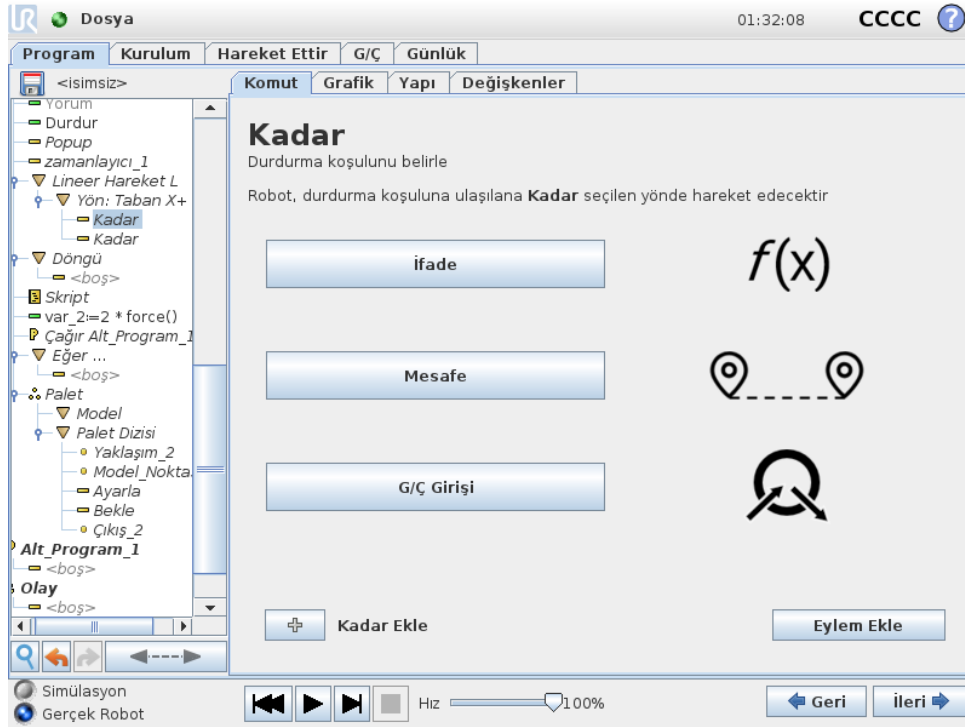 UR Dosya 01:32:08 CCCC ?
Program Kurulum Hareket Ettir G/Ç Günlük
<isimsiz>
Komut Grafik Yapı Değişkenler
Yorum
Durdur
Popup
zamanlayıcı_1
Lineer Hareket L
Yön: Taban X+
Kadar
Kadar
Döngü
<boş>
Skript
var_2:=2 * force()
Çağır Alt_Program_1
Eğer ...
<boş>
Palet
Model
Palet Dizisi
Yaklaşım_2
Model_Nokta
Ayarla
Bekle
Çıkış_2
Alt_Program_1
<boş>
Olay
<boş>
Kadar
Durdurma koşulunu belirle
Robot, durdurma koşuluna ulaşılana Kadar seçilen yönde hareket edecektir
İfade
f(x)
Mesafe
G/Ç Girişi
Kadar Ekle
Eylem Ekle
Simülasyon
Gerçek Robot
Hız 100%
Geri
İleri